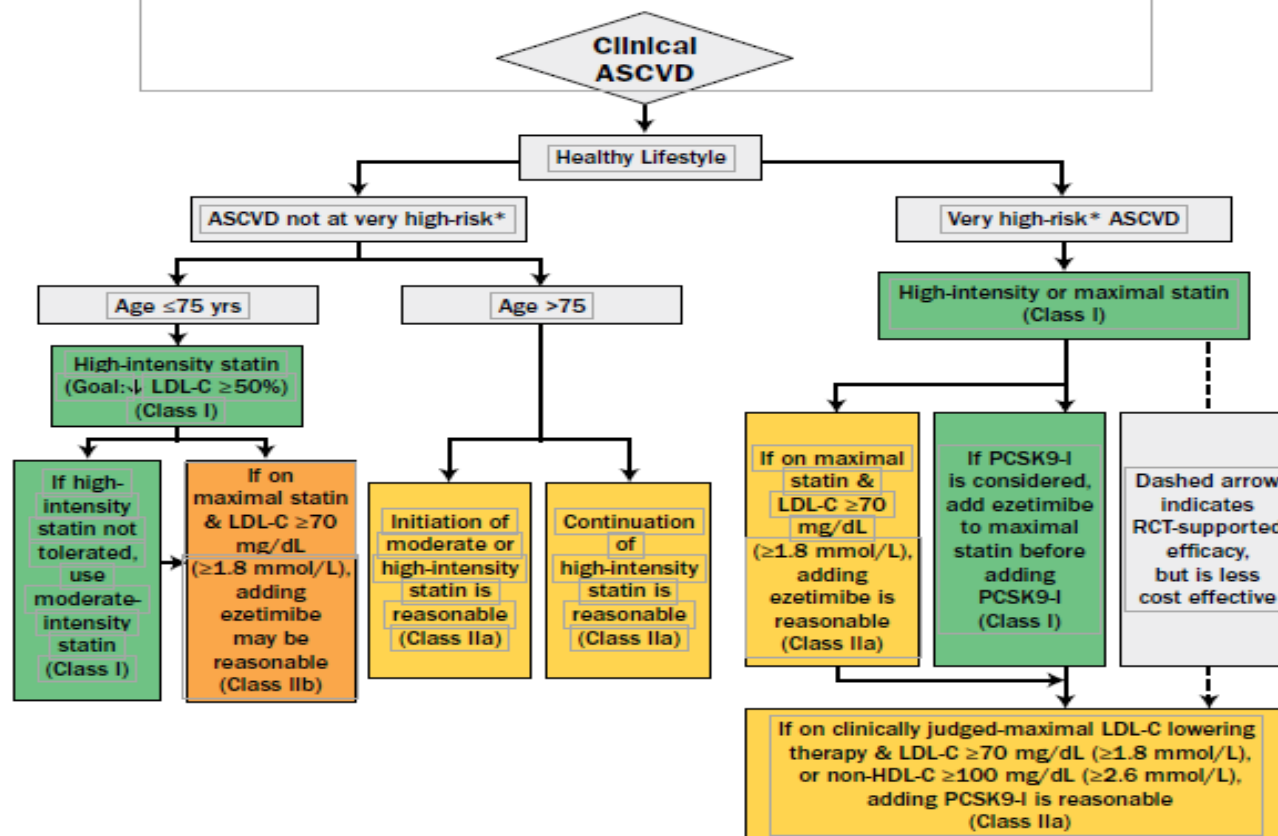 Clinical
ASCVD
Healthy Lifestyle
ASCVD not at very high-risk*
Very high-risk* ASCVD
Age ≤75 yrs
Age >75
High-intensity or maximal statin
(Class I)
High-intensity statin
(Goal:↓ LDL-C ≥50%)
(Class I)
If high-
intensity
statin not
tolerated,
use
moderate-
intensity
statin
(Class I)
If on
maximal statin
& LDL-C ≥70
mg/dL
(≥1.8 mmol/L),
adding
ezetimibe
may be
reasonable
(Class IIb)
Initiation of
moderate or
high-intensity
statin is
reasonable
(Class IIa)
Continuation
of
high-intensity
statin is
reasonable
(Class IIa)
If on maximal
statin &
LDL-C ≥70
mg/dL
(≥1.8 mmol/L),
adding
ezetimibe is
reasonable
(Class IIa)
If PCSK9-I
is considered,
add ezetimibe
to maximal
statin before
adding
PCSK9-I
(Class I)
Dashed arrow
indicates
RCT-supported
efficacy,
but is less
cost effective
If on clinically judged-maximal LDL-C lowering
therapy & LDL-C ≥70 mg/dL (≥1.8 mmol/L),
or non-HDL-C ≥100 mg/dL (≥2.6 mmol/L),
adding PCSK9-I is reasonable
(Class IIa)